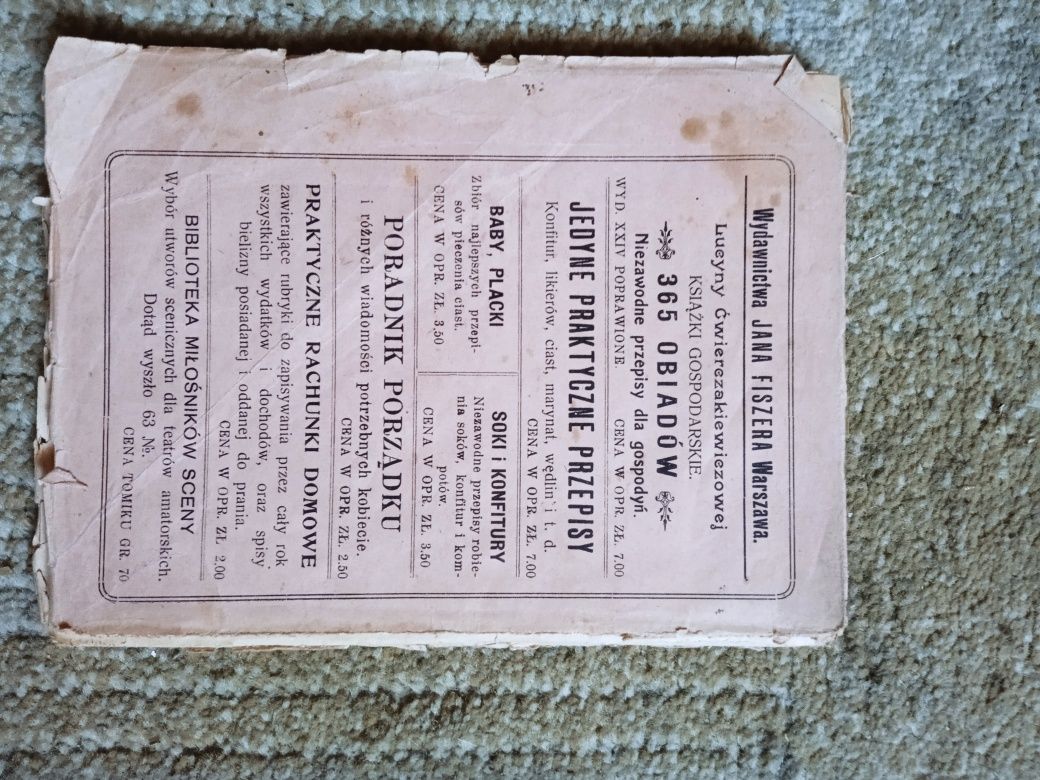 Wydawnictwa JANA FISZERA Warszawa.
Lucyny Ćwierczakiewiczowej
KSIĄŻKI GOSPODARSKIE.
365 OBIADÓW
Niezawodne przepisy dla gospodyń.
WYD. XXIV POPRAWIONE. CENA W OPR. ZŁ. 7.00
JEDYNE PRAKTYCZNE PRZEPISY
Konfitur, likierów, ciast, marynat, wędlin i t. d.
CENA W OPR. ZŁ. 7.00
BABY, PLACKI
Zbiór najlepszych przepi-
sów pieczenia ciast.
CENA W OPR. ZŁ. 3.50
SOKI i KONFITURY
Niezawodne przepisy robie-
nia soków, konfitur i kom-
potów.
CENA W OPR. ZŁ. 3.50
PORADNIK PORZĄDKU
i różnych wiadomości potrzebnych kobiecie.
CENA W OPR. ZŁ. 2.50
PRAKTYCZNE RACHUNKI DOMOWE
zawierające rubryki do zapisywania przez cały rok
wszystkich wydatków i dochodów, oraz spisy
bielizny posiadanej i oddanej do prania.
CENA W OPR. ZŁ 2.00
BIBLIOTEKA MIŁOŚNIKÓW SCENY
Wybór utworów scenicznych dla teatrów amatorskich.
Dotąd wyszło 63 №.
CENA TOMIKU GR. 70